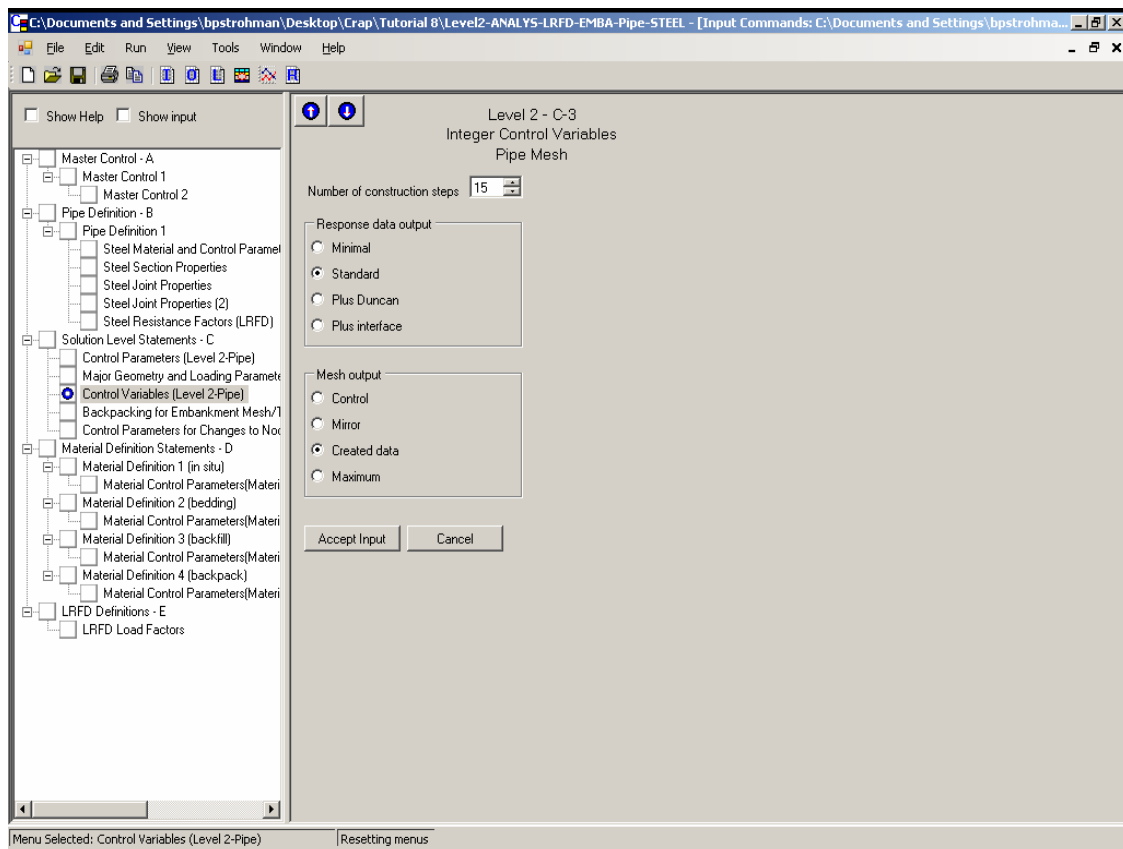 C:\Documents and Settings\bpstrohman\Desktop\Crap\Tutorial 8\Level2-ANALYS-LRFD-EMBA-Pipe-STEEL - [Input Commands: C:\Documents and Settings\bpstrohma...
File Edit Run View Tools Window Help
Show Help Show input
Master Control - A
Master Control 1
Master Control 2
Pipe Definition - B
Pipe Definition 1
Steel Material and Control Paramet
Steel Section Properties
Steel Joint Properties
Steel Joint Properties (2)
Steel Resistance Factors (LRFD)
Solution Level Statements - C
Control Parameters (Level 2-Pipe)
Major Geometry and Loading Paramete
Control Variables (Level 2-Pipe)
Backpacking for Embankment Mesh/T
Control Parameters for Changes to Noc
Material Definition Statements - D
Material Definition 1 (in situ)
Material Control Parameters(Materi
Material Definition 2 (bedding)
Material Control Parameters(Materi
Material Definition 3 (backfill)
Material Control Parameters(Materi
Material Definition 4 (backpack)
Material Control Parameters(Materi
LRFD Definitions - E
LRFD Load Factors
Level 2 - C-3
Integer Control Variables
Pipe Mesh
Number of construction steps 15
Response data output
Minimal
Standard
Plus Duncan
Plus interface
Mesh output
Control
Mirror
Created data
Maximum
Accept Input Cancel
Menu Selected: Control Variables (Level 2-Pipe) Resetting menus